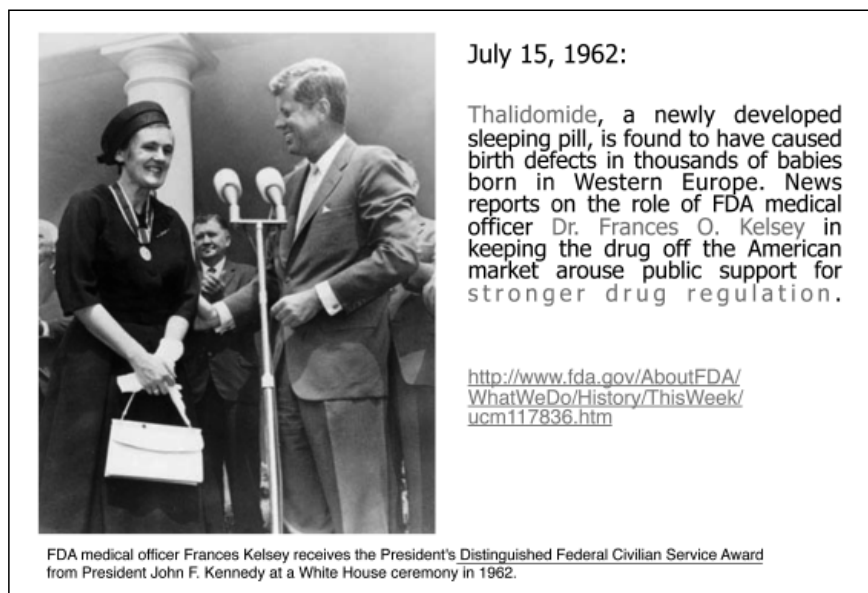 July 15, 1962:
Thalidomide, a newly developed
sleeping pill, is found to have caused
birth defects in thousands of babies
born in Western Europe. News
reports on the role of FDA medical
officer Dr. Frances O. Kelsey in
keeping the drug off the American
market arouse public support for
stronger drug regulation.
http://www.fda.gov/AboutFDA/
WhatWeDo/History/ThisWeek/
ucm117836.htm
FDA medical officer Frances Kelsey receives the President's Distinguished Federal Civilian Service Award
from President John F. Kennedy at a White House ceremony in 1962.